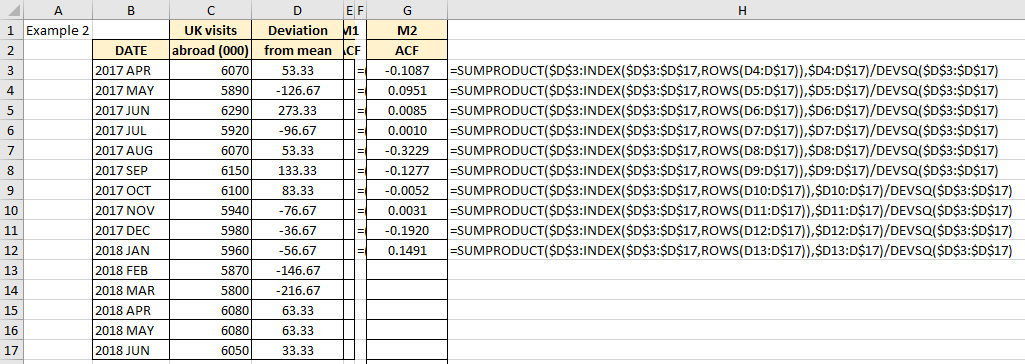 A B C D E F G H
1 Example 2 UK visits Deviation M1 M2
2 DATE abroad (000) from mean ACF ACF
3 2017 APR 6070 53.33 =( -0.1087 =SUMPRODUCT($D$3:INDEX($D$3:$D$17,ROWS(D4:D$17)),$D4:D$17)/DEVSQ($D$3:$D$17)
4 2017 MAY 5890 -126.67 =( 0.0951 =SUMPRODUCT($D$3:INDEX($D$3:$D$17,ROWS(D5:D$17)),$D5:D$17)/DEVSQ($D$3:$D$17)
5 2017 JUN 6290 273.33 =( 0.0085 =SUMPRODUCT($D$3:INDEX($D$3:$D$17,ROWS(D6:D$17)),$D6:D$17)/DEVSQ($D$3:$D$17)
6 2017 JUL 5920 -96.67 =( 0.0010 =SUMPRODUCT($D$3:INDEX($D$3:$D$17,ROWS(D7:D$17)),$D7:D$17)/DEVSQ($D$3:$D$17)
7 2017 AUG 6070 53.33 =( -0.3229 =SUMPRODUCT($D$3:INDEX($D$3:$D$17,ROWS(D8:D$17)),$D8:D$17)/DEVSQ($D$3:$D$17)
8 2017 SEP 6150 133.33 =( -0.1277 =SUMPRODUCT($D$3:INDEX($D$3:$D$17,ROWS(D9:D$17)),$D9:D$17)/DEVSQ($D$3:$D$17)
9 2017 OCT 6100 83.33 =( -0.0052 =SUMPRODUCT($D$3:INDEX($D$3:$D$17,ROWS(D10:D$17)),$D10:D$17)/DEVSQ($D$3:$D$17)
10 2017 NOV 5940 -76.67 =( 0.0031 =SUMPRODUCT($D$3:INDEX($D$3:$D$17,ROWS(D11:D$17)),$D11:D$17)/DEVSQ($D$3:$D$17)
11 2017 DEC 5980 -36.67 =( -0.1920 =SUMPRODUCT($D$3:INDEX($D$3:$D$17,ROWS(D12:D$17)),$D12:D$17)/DEVSQ($D$3:$D$17)
12 2018 JAN 5960 -56.67 =( 0.1491 =SUMPRODUCT($D$3:INDEX($D$3:$D$17,ROWS(D13:D$17)),$D13:D$17)/DEVSQ($D$3:$D$17)
13 2018 FEB 5870 -146.67
14 2018 MAR 5800 -216.67
15 2018 APR 6080 63.33
16 2018 MAY 6080 63.33
17 2018 JUN 6050 33.33